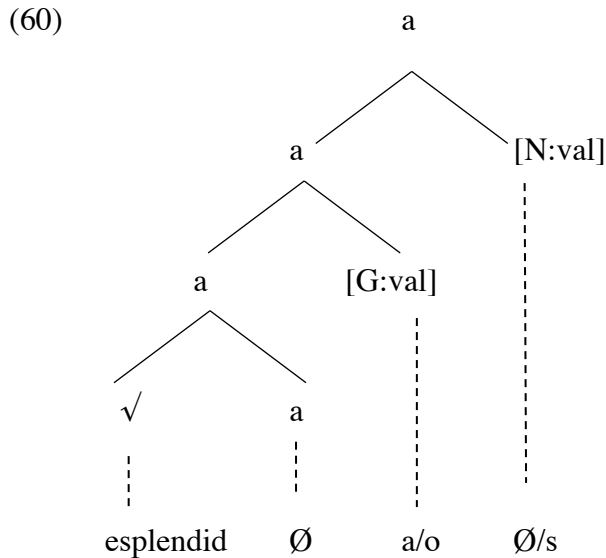 (60) a
a [N:val]
a [G:val]
√ a
esplendid Ø a/o Ø/s